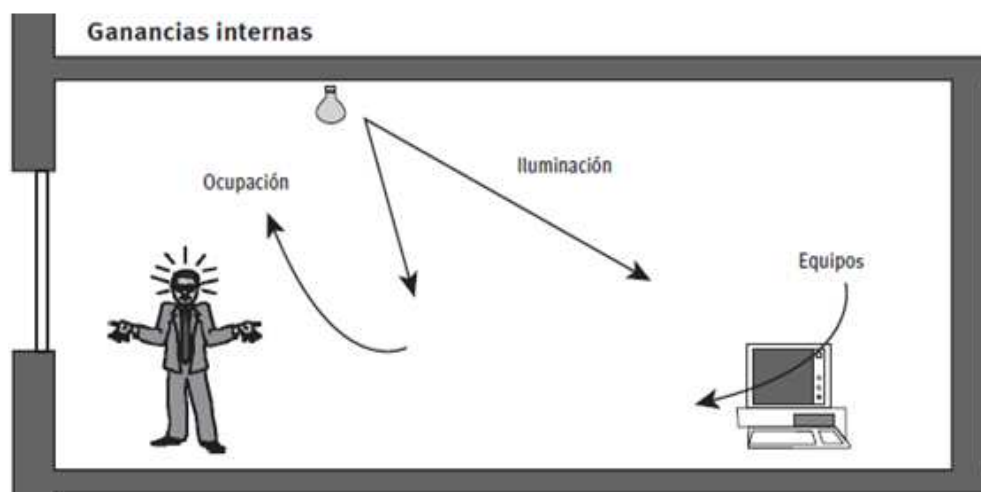 Ganancias internas
Iluminación
Ocupación
Equipos